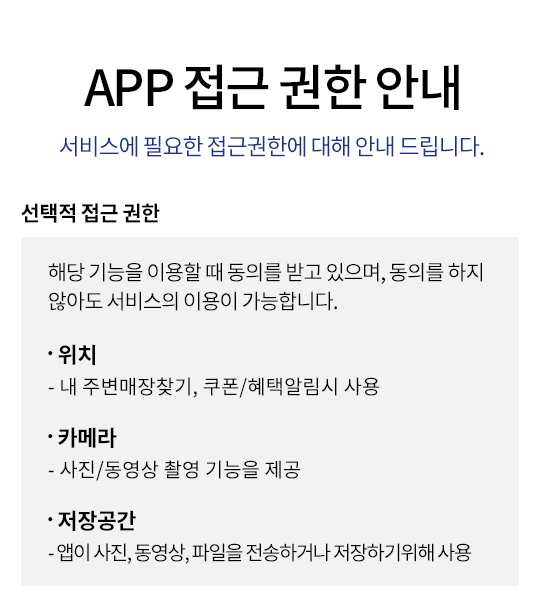 APP 접근 권한 안내
서비스에 필요한 접근권한에 대해 안내 드립니다.
선택적 접근 권한
해당 기능을 이용할 때 동의를 받고 있으며, 동의를 하지
않아도 서비스의 이용이 가능합니다.
· 위치
- 내 주변매장찾기, 쿠폰/혜택알림시 사용
· 카메라
- 사진/동영상 촬영 기능을 제공
· 저장공간
- 앱이 사진, 동영상, 파일을 전송하거나 저장하기위해 사용